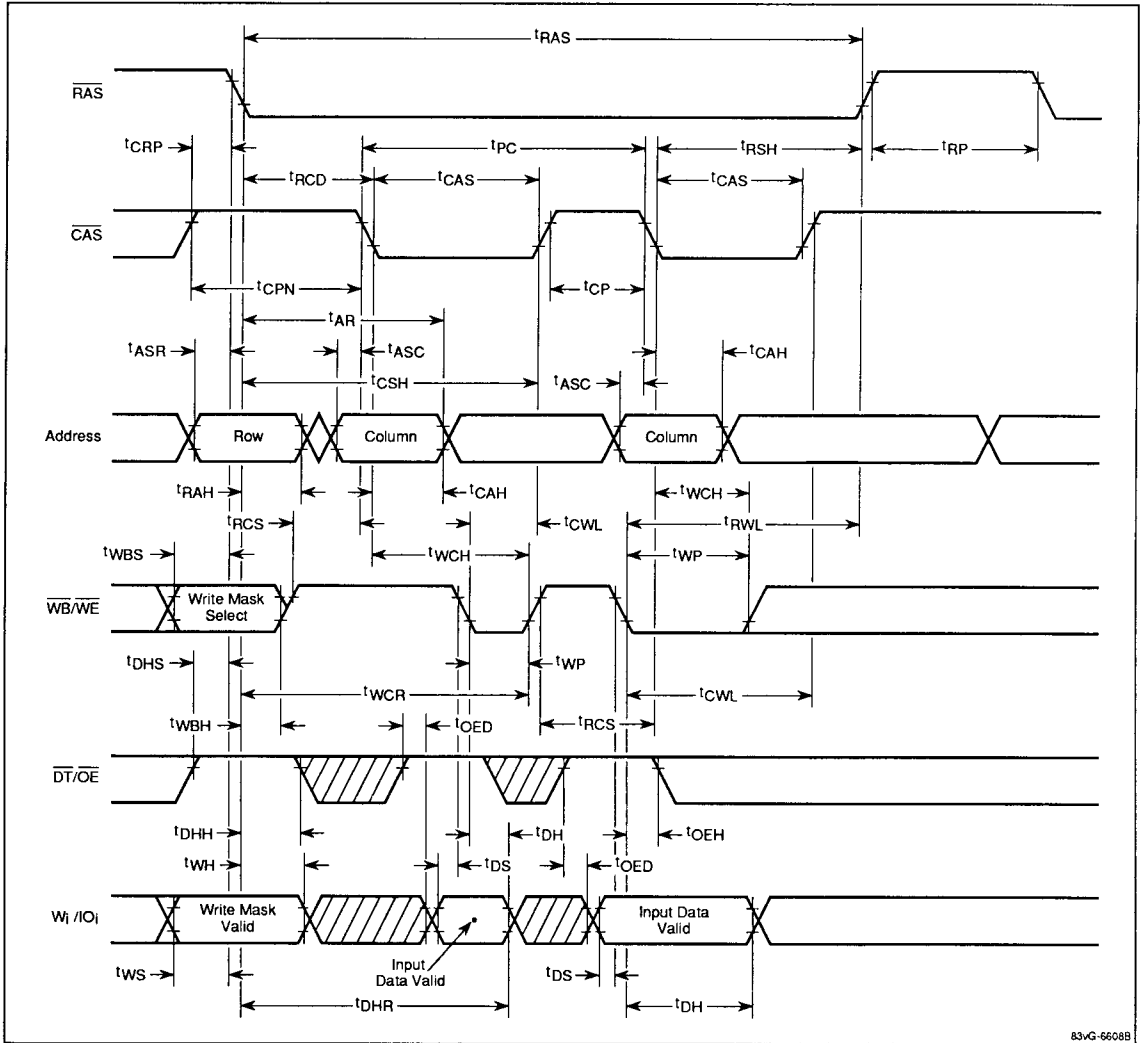 tRAS
RAS
tCRP
tPC
tRSH
tRP
tRCD
tCAS
tCAS
CAS
tCPN
tCP
tAR
tASR
tASC
tCAH
tCSH
tASC
Address
Row
Column
Column
tRAH
tCAH
tWCH
tRCS
tCWL
tRWL
tWBS
tWCH
tWP
WB/WE
Write Mask
Select
tDHS
tWP
tWCR
tCWL
tWBH
tOED
tRCS
DT/OE
tDHH
tDH
tOEH
tWH
tDS
tOED
Wi/IOi
Write Mask
Valid
Input Data
Valid
Input
Data Valid
tWS
tDS
tDHR
tDH
83vG-6608B